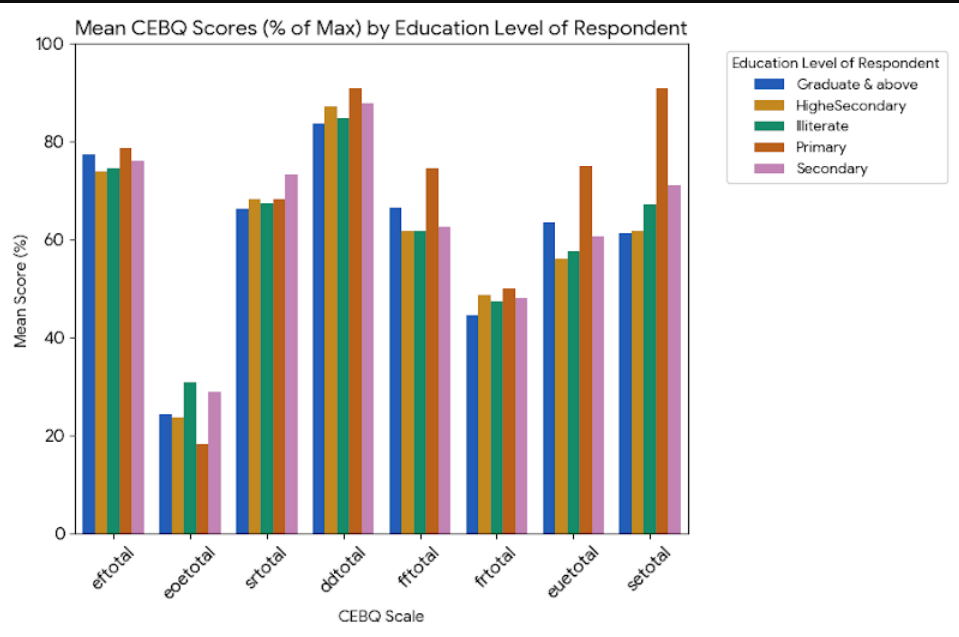 Mean CEBQ Scores (% of Max) by Education Level of Respondent
100
80
60
40
20
0
Mean Score (%)
eftotal
eoetotal
srtotal
ddtotal
fftotal
frtotal
euetotal
setotal
CEBQ Scale
Education Level of Respondent
Graduate & above
HigheSecondary
Illiterate
Primary
Secondary